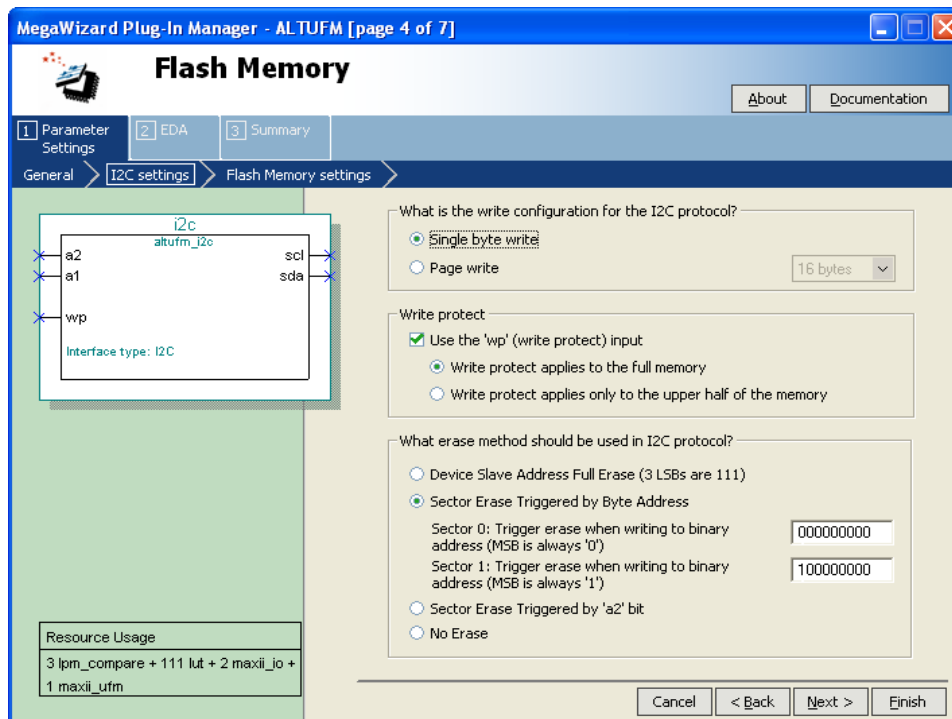 MegaWizard Plug-In Manager - ALTUFM [page 4 of 7]
Flash Memory
About
Documentation
1 Parameter Settings
2 EDA
3 Summary
General
I2C settings
Flash Memory settings
i2c
altufm_i2c
a2
scl
a1
sda
wp
Interface type: I2C
What is the write configuration for the I2C protocol?
Single byte write
Page write
16 bytes
Write protect
Use the 'wp' (write protect) input
Write protect applies to the full memory
Write protect applies only to the upper half of the memory
What erase method should be used in I2C protocol?
Device Slave Address Full Erase (3 LSBs are 111)
Sector Erase Triggered by Byte Address
Sector 0: Trigger erase when writing to binary
address (MSB is always '0')
000000000
Sector 1: Trigger erase when writing to binary
address (MSB is always '1')
100000000
Sector Erase Triggered by 'a2' bit
No Erase
Resource Usage
3 lpm_compare + 111 lut + 2 maxii_io +
1 maxii_ufm
Cancel
< Back
Next >
Finish